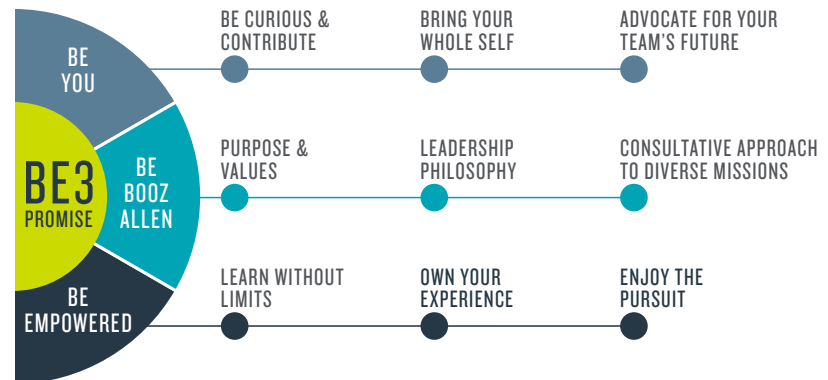 BE3
PROMISE
BE
YOU
BE CURIOUS &
CONTRIBUTE
BRING YOUR
WHOLE SELF
ADVOCATE FOR YOUR
TEAM’S FUTURE
BE
BOOZ
ALLEN
PURPOSE &
VALUES
LEADERSHIP
PHILOSOPHY
CONSULTATIVE APPROACH
TO DIVERSE MISSIONS
BE
EMPOWERED
LEARN WITHOUT
LIMITS
OWN YOUR
EXPERIENCE
ENJOY THE
PURSUIT